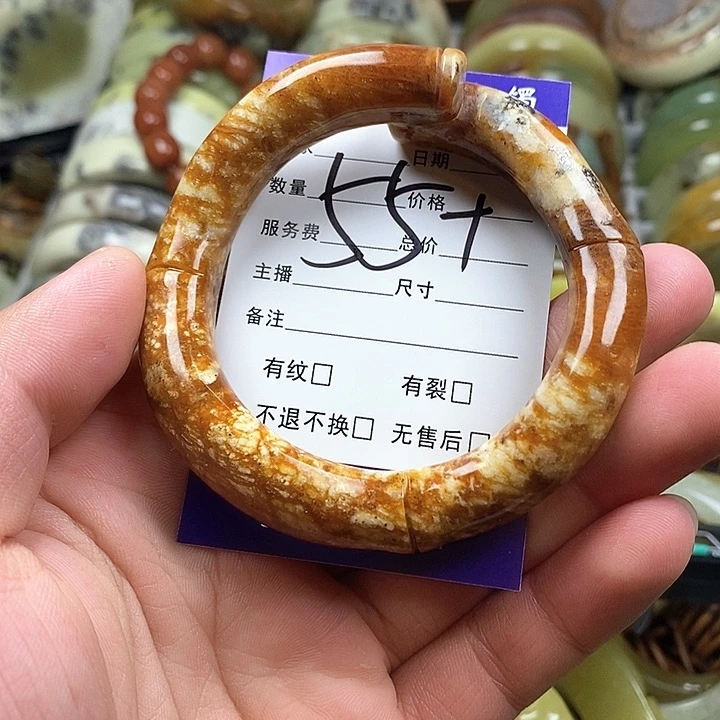 镯
日期
数量 55+ 价格
服务费 总价
主播 尺寸
备注
有纹□ 有裂□
不退不换□ 无售后□